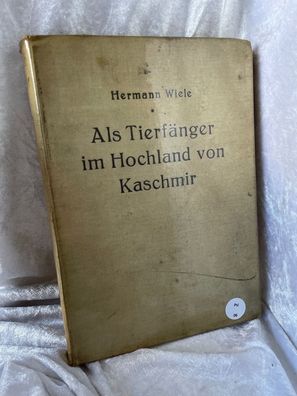 Hermann Wiele
Als Tierfänger
im Hochland von
Kaschmir